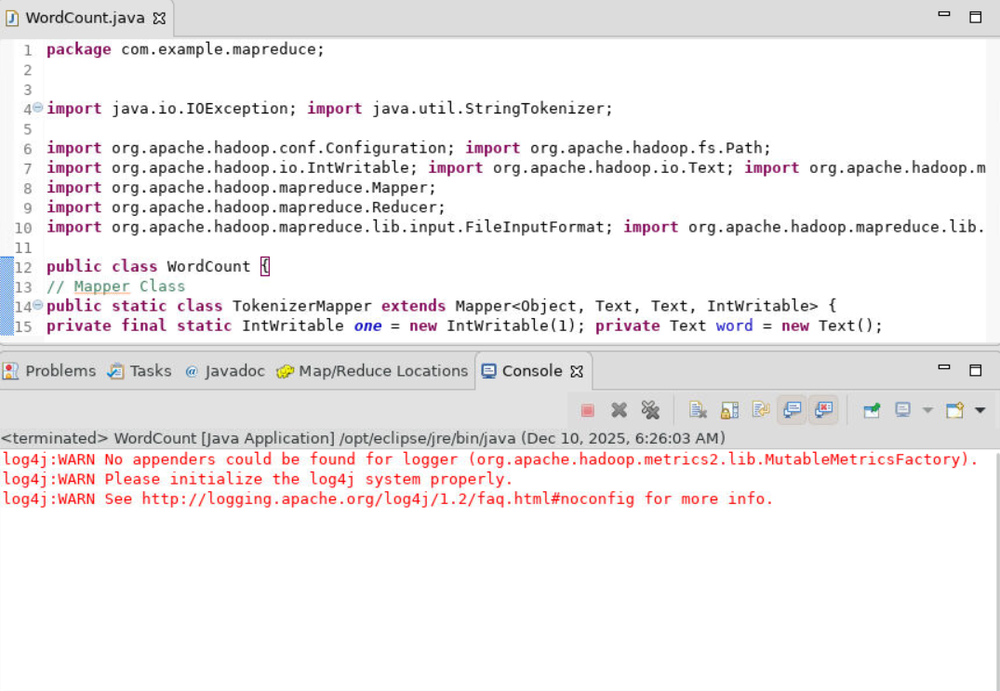 WordCount.java
1 package com.example.mapreduce;
2
3
4 import java.io.IOException; import java.util.StringTokenizer;
5
6 import org.apache.hadoop.conf.Configuration; import org.apache.hadoop.fs.Path;
7 import org.apache.hadoop.io.IntWritable; import org.apache.hadoop.io.Text; import org.apache.hadoop.m
8 import org.apache.hadoop.mapreduce.Mapper;
9 import org.apache.hadoop.mapreduce.Reducer;
10 import org.apache.hadoop.mapreduce.lib.input.FileInputFormat; import org.apache.hadoop.mapreduce.lib.
11
12 public class WordCount {
13 // Mapper Class
14 public static class TokenizerMapper extends Mapper<Object, Text, Text, IntWritable> {
15 private final static IntWritable one = new IntWritable(1); private Text word = new Text();
Problems Tasks @ Javadoc Map/Reduce Locations Console
<terminated> WordCount [Java Application] /opt/eclipse/jre/bin/java (Dec 10, 2025, 6:26:03 AM)
log4j:WARN No appenders could be found for logger (org.apache.hadoop.metrics2.lib.MutableMetricsFactory).
log4j:WARN Please initialize the log4j system properly.
log4j:WARN See http://logging.apache.org/log4j/1.2/faq.html#noconfig for more info.